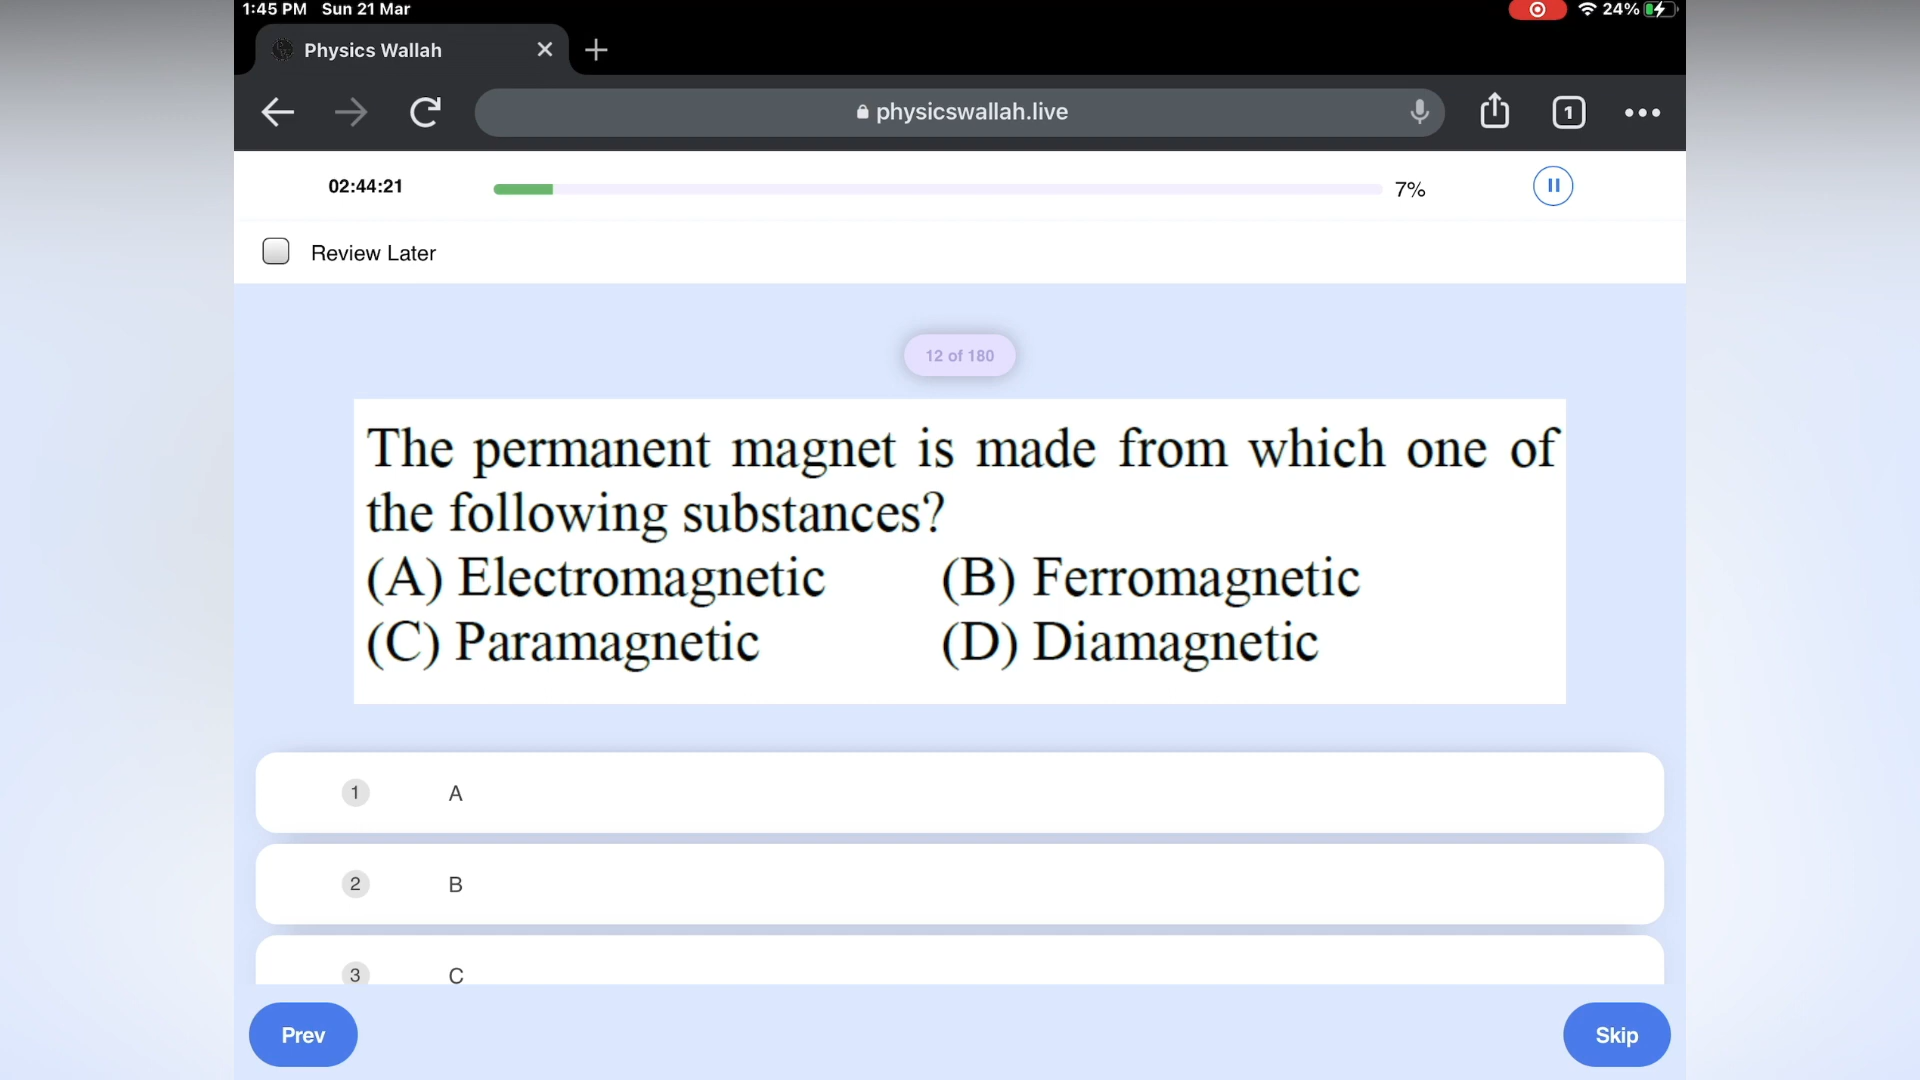 1:45 PM Sun 21 Mar
24%
Physics Wallah
physicswallah.live
1
02:44:21
7%
Review Later
12 of 180
The permanent magnet is made from which one of
the following substances?
(A) Electromagnetic (B) Ferromagnetic
(C) Paramagnetic (D) Diamagnetic
1 A
2 B
3 C
Prev
Skip